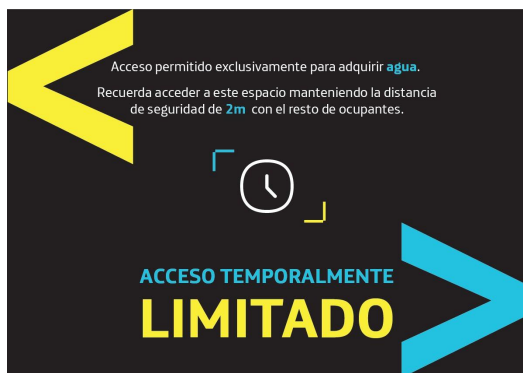 Acceso permitido exclusivamente para adquirir agua.
Recuerda acceder a este espacio manteniendo la distancia
de seguridad de 2m con el resto de ocupantes.
ACCESO TEMPORALMENTE
LIMITADO